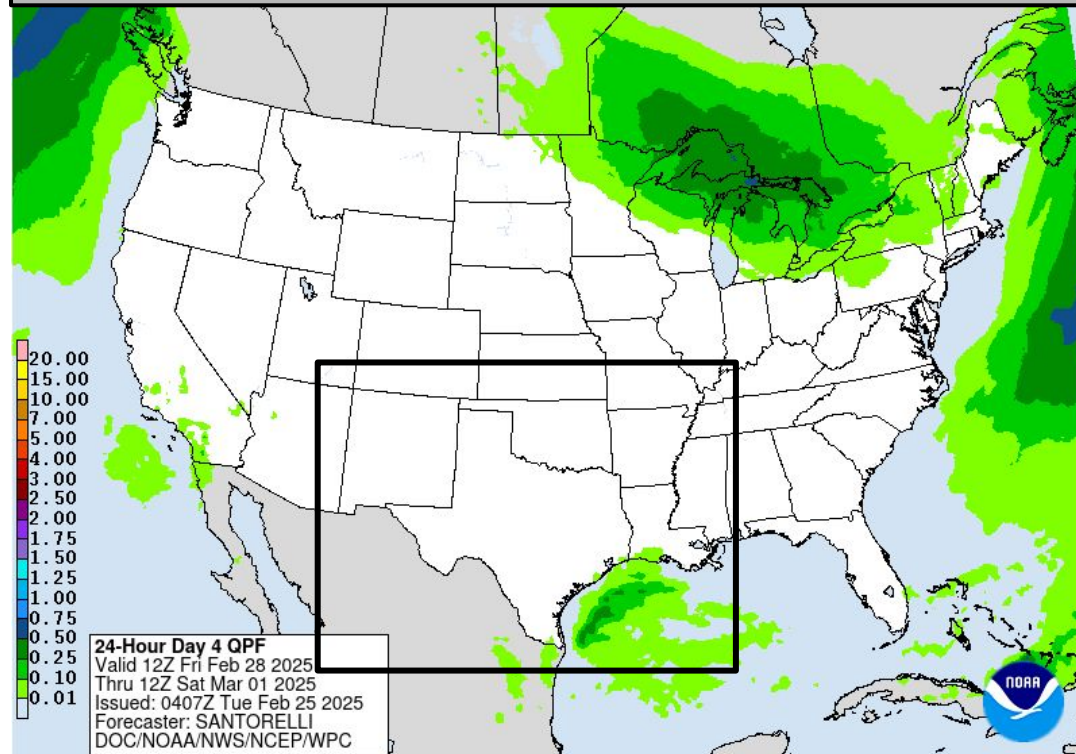 20.00
15.00
10.00
7.00
5.00
4.00
3.00
2.50
2.00
1.75
1.50
1.25
1.00
0.75
0.50
0.25
0.10
0.01
24-Hour Day 4 QPF
Valid 12Z Fri Feb 28 2025
Thru 12Z Sat Mar 01 2025
Issued: 0407Z Tue Feb 25 2025
Forecaster: SANTORELLI
DOC/NOAA/NWS/NCEP/WPC
NOAA